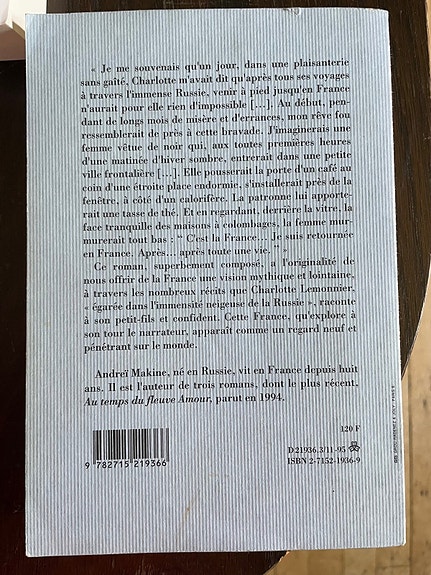 « Je me souvenais qu'un jour, dans une plaisanterie
sans gaîté, Charlotte m'avait dit qu'après tous ses voyages
à travers l'immense Russie, venir à pied jusqu'en France
n'aurait pour elle rien d'impossible [...]. Au début, pen-
dant de longs mois de misère et d'errances, mon rêve fou
ressemblerait de près à cette bravade. J'imaginerais une
femme vêtue de noir qui, aux toutes premières heures
d'une matinée d'hiver sombre, entrerait dans une petite
ville frontalière [...]. Elle pousserait la porte d'un café au
coin d'une étroite place endormie, s'installerait près de la
fenêtre, à côté d'un calorifère. La patronne lui apporte-
rait une tasse de thé. Et en regardant, derrière la vitre, la
face tranquille des maisons à colombages, la femme mur-
murerait tout bas : “ C'est la France... Je suis retournée
en France. Après... après toute une vie. ” »
Ce roman, superbement composé, a l'originalité de
nous offrir de la France une vision mythique et lointaine,
à travers les nombreux récits que Charlotte Lemonnier,
« égarée dans l'immensité neigeuse de la Russie », raconte
à son petit-fils et confident. Cette France, qu'explore à
son tour le narrateur, apparaît comme un regard neuf et
pénétrant sur le monde.
Andreï Makine, né en Russie, vit en France depuis huit
ans. Il est l'auteur de trois romans, dont le plus récent,
Au temps du fleuve Amour, parut en 1994.
120 F
D 21936.3/11-95
ISBN 2-7152-1936-9
9 782715 219366